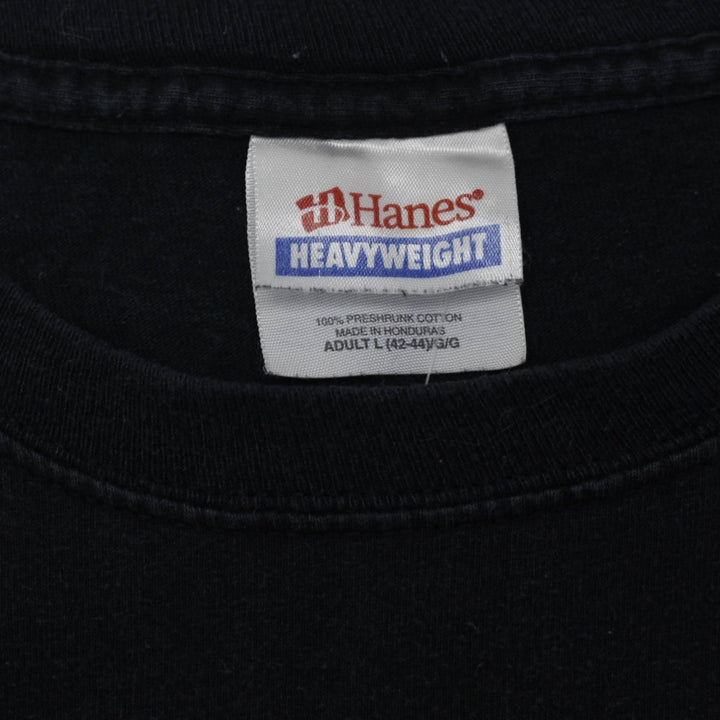 Hanes®
HEAVYWEIGHT
100% PRESHRUNK COTTON
MADE IN HONDURAS
ADULT L (42-44)/G/G